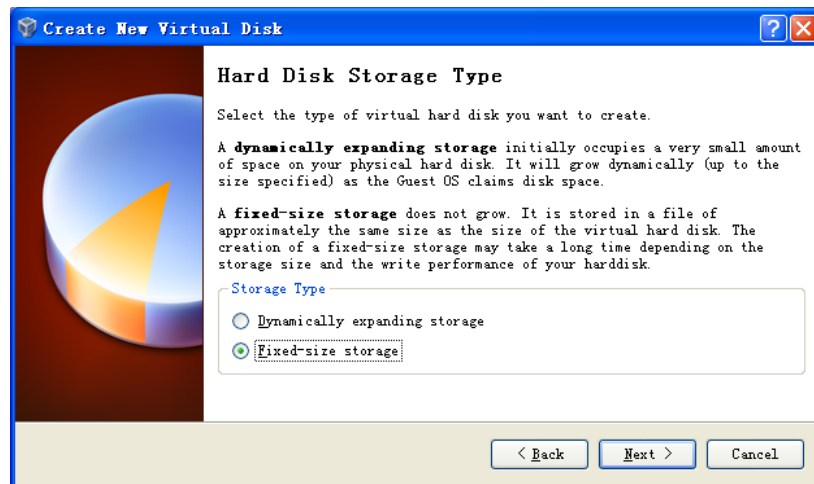 Create New Virtual Disk
Hard Disk Storage Type
Select the type of virtual hard disk you want to create.
A dynamically expanding storage initially occupies a very small amount
of space on your physical hard disk. It will grow dynamically (up to the
size specified) as the Guest OS claims disk space.
A fixed-size storage does not grow. It is stored in a file of
approximately the same size as the size of the virtual hard disk. The
creation of a fixed-size storage may take a long time depending on the
storage size and the write performance of your harddisk.
Storage Type
Dynamically expanding storage
Fixed-size storage
< Back
Next >
Cancel